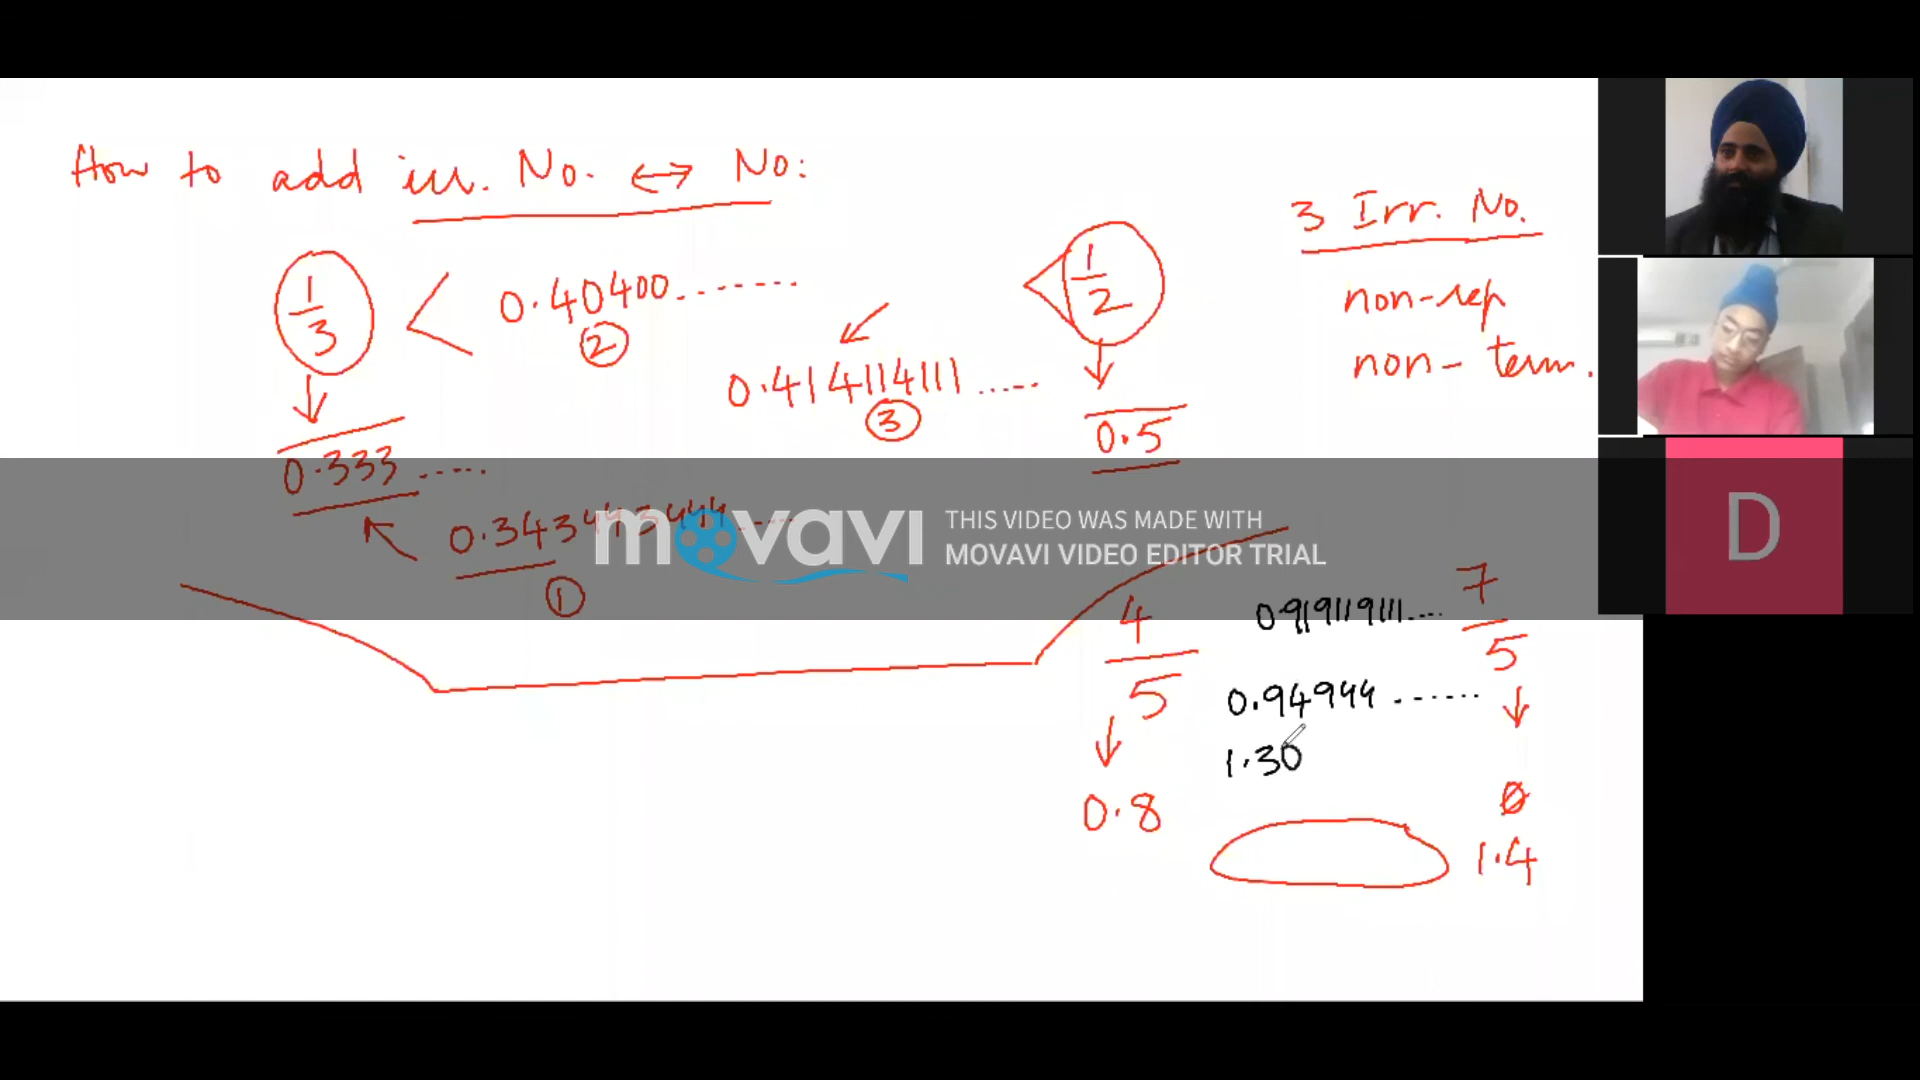 How to add irr. No. ↔ No:
3 Irr. No.
non-rep
non-term.
1/3 < 0.40400.......
②
< 1/2
0.414114111.....
③
0.333.....
0.5
0.343443444....
①
MOVAVI
THIS VIDEO WAS MADE WITH
MOVAVI VIDEO EDITOR TRIAL
D
4/5
0.919119111....
7/5
0.94944.......
1.30
0.8
1.4